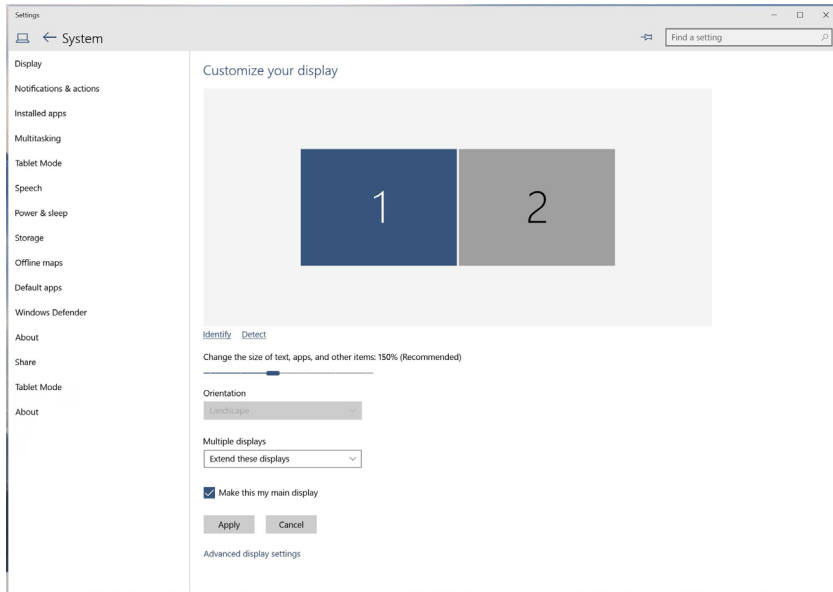 Settings
System
Find a setting
Display
Notifications & actions
Installed apps
Multitasking
Tablet Mode
Speech
Power & sleep
Storage
Offline maps
Default apps
Windows Defender
About
Share
Tablet Mode
About
Customize your display
1 2
Identify Detect
Change the size of text, apps, and other items: 150% (Recommended)
Orientation
Landscape
Multiple displays
Extend these displays
Make this my main display
Apply Cancel
Advanced display settings